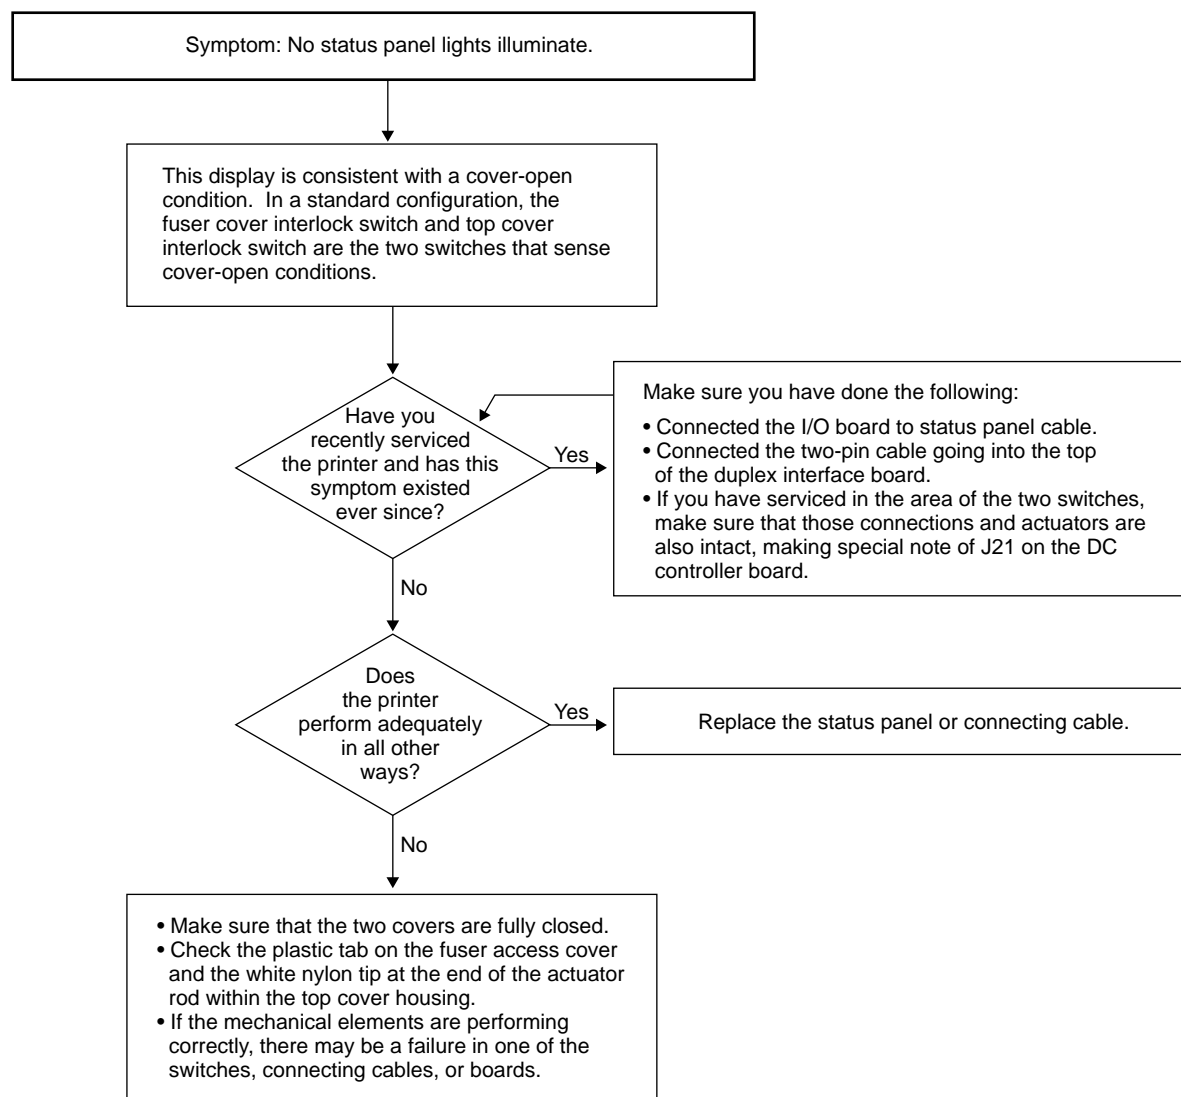 Symptom: No status panel lights illuminate.
This display is consistent with a cover-open
condition.  In a standard configuration, the
fuser cover interlock switch and top cover
interlock switch are the two switches that sense
cover-open conditions.
Have you
recently serviced
the printer and has this
symptom existed
ever since?
Yes
Make sure you have done the following:
• Connected the I/O board to status panel cable.
• Connected the two-pin cable going into the top
of the duplex interface board.
• If you have serviced in the area of the two switches,
make sure that those connections and actuators are
also intact, making special note of J21 on the DC
controller board.
No
Does
the printer
perform adequately
in all other
ways?
Yes
Replace the status panel or connecting cable.
No
• Make sure that the two covers are fully closed.
• Check the plastic tab on the fuser access cover
and the white nylon tip at the end of the actuator
rod within the top cover housing.
• If the mechanical elements are performing
correctly, there may be a failure in one of the
switches, connecting cables, or boards.